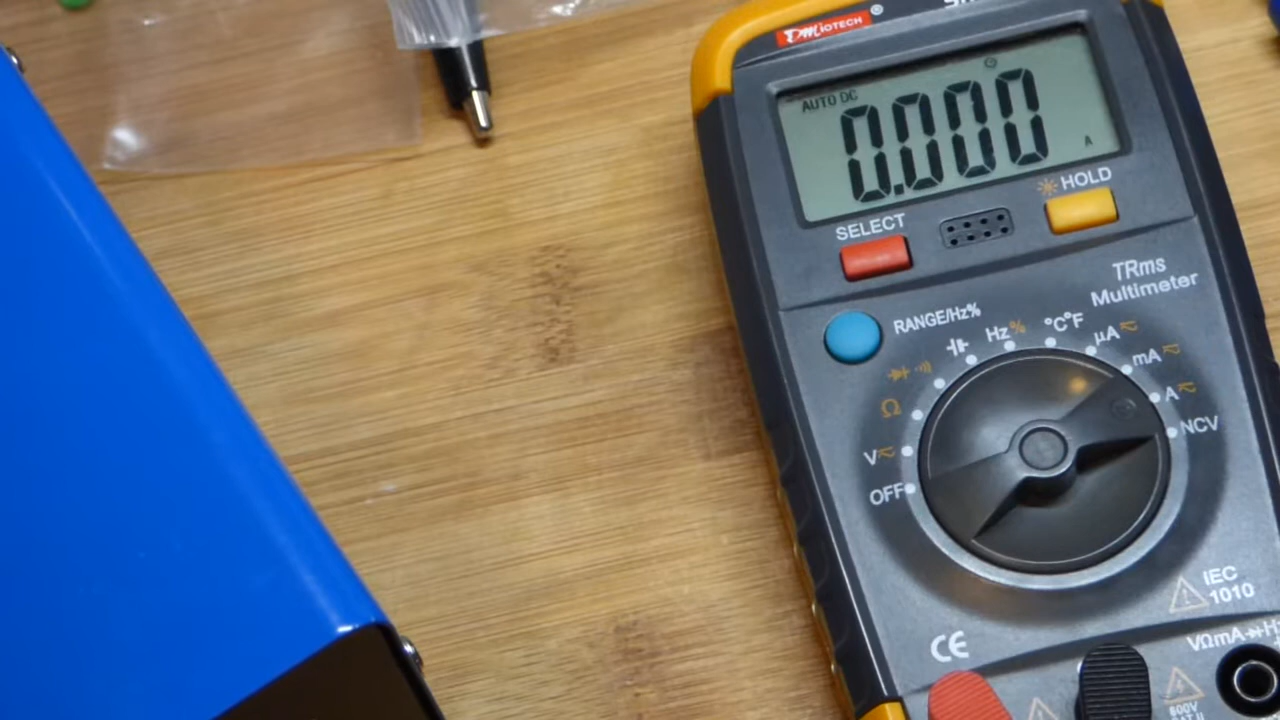 DMiOTECH®
AUTO DC
0.000
A
SELECT
HOLD
TRms
Multimeter
RANGE/Hz%
Hz%
°C°F
µA
mA
A
NCV
Ω
V
OFF
IEC
1010
CE
600V